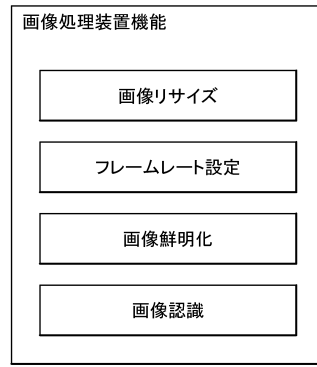 画像処理装置機能
画像リサイズ
フレームレート設定
画像鮮明化
画像認識